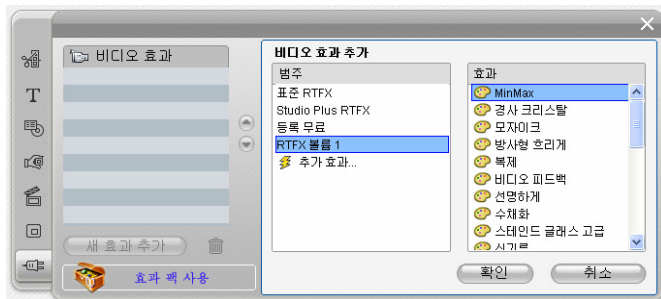 비디오 효과
새 효과 추가
효과 팩 사용
비디오 효과 추가
범주
표준 RTFX
Studio Plus RTFX
등록 무료
RTFX 볼륨 1
추가 효과...
효과
MinMax
경사 크리스탈
모자이크
방사형 흐리게
복제
비디오 피드백
선명하게
수채화
스테인드 글래스 고급
신기루
확인
취소
T